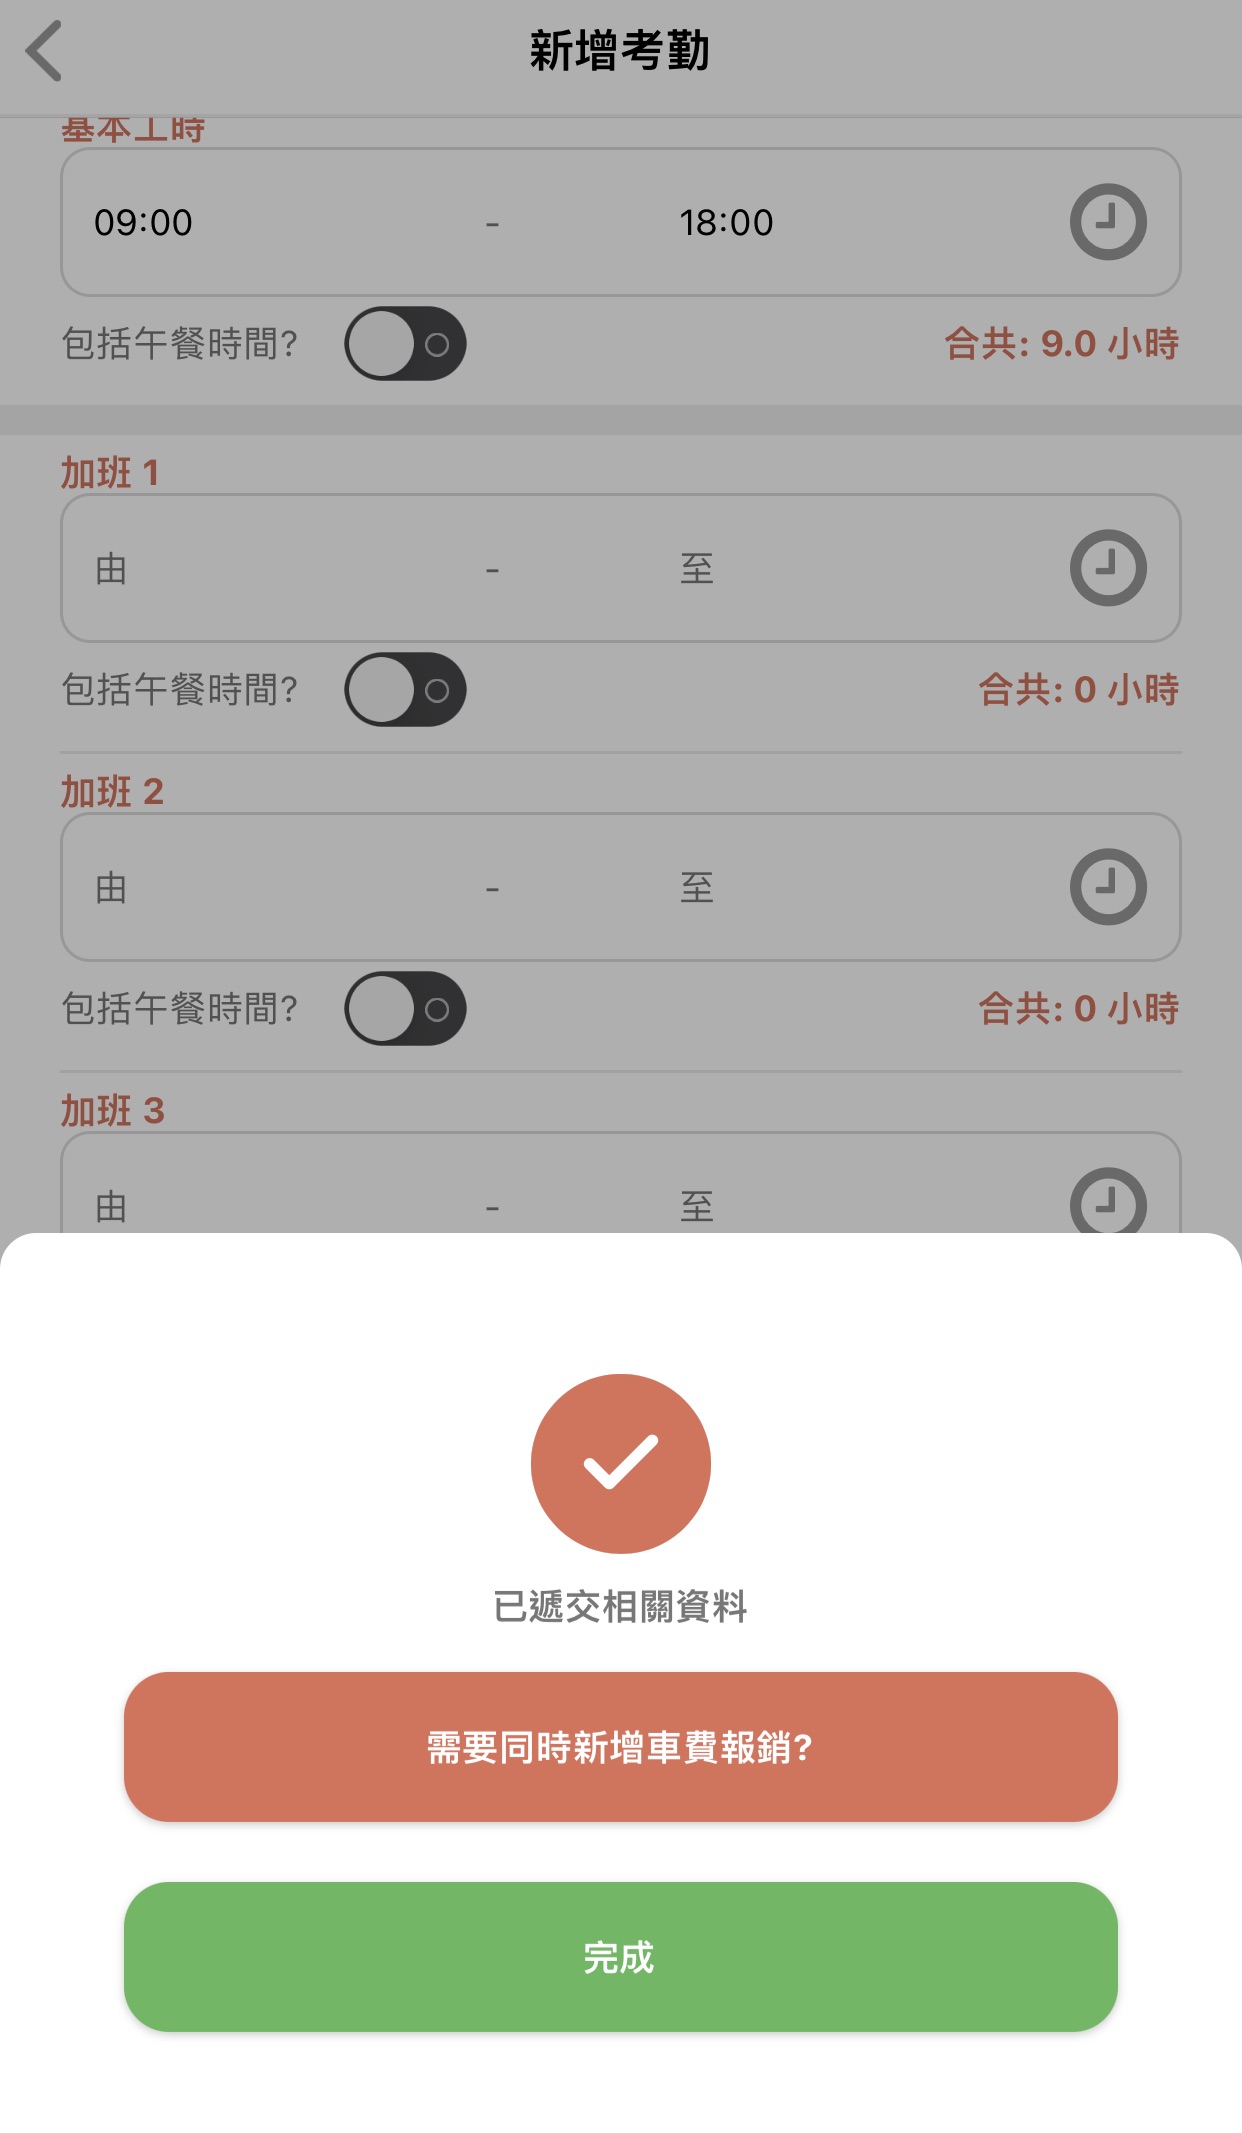 新增考勤
基本工時
09:00 - 18:00
包括午餐時間? 合共: 9.0 小時
加班 1
由 - 至
包括午餐時間? 合共: 0 小時
加班 2
由 - 至
包括午餐時間? 合共: 0 小時
加班 3
由 - 至
已遞交相關資料
需要同時新增車費報銷?
完成